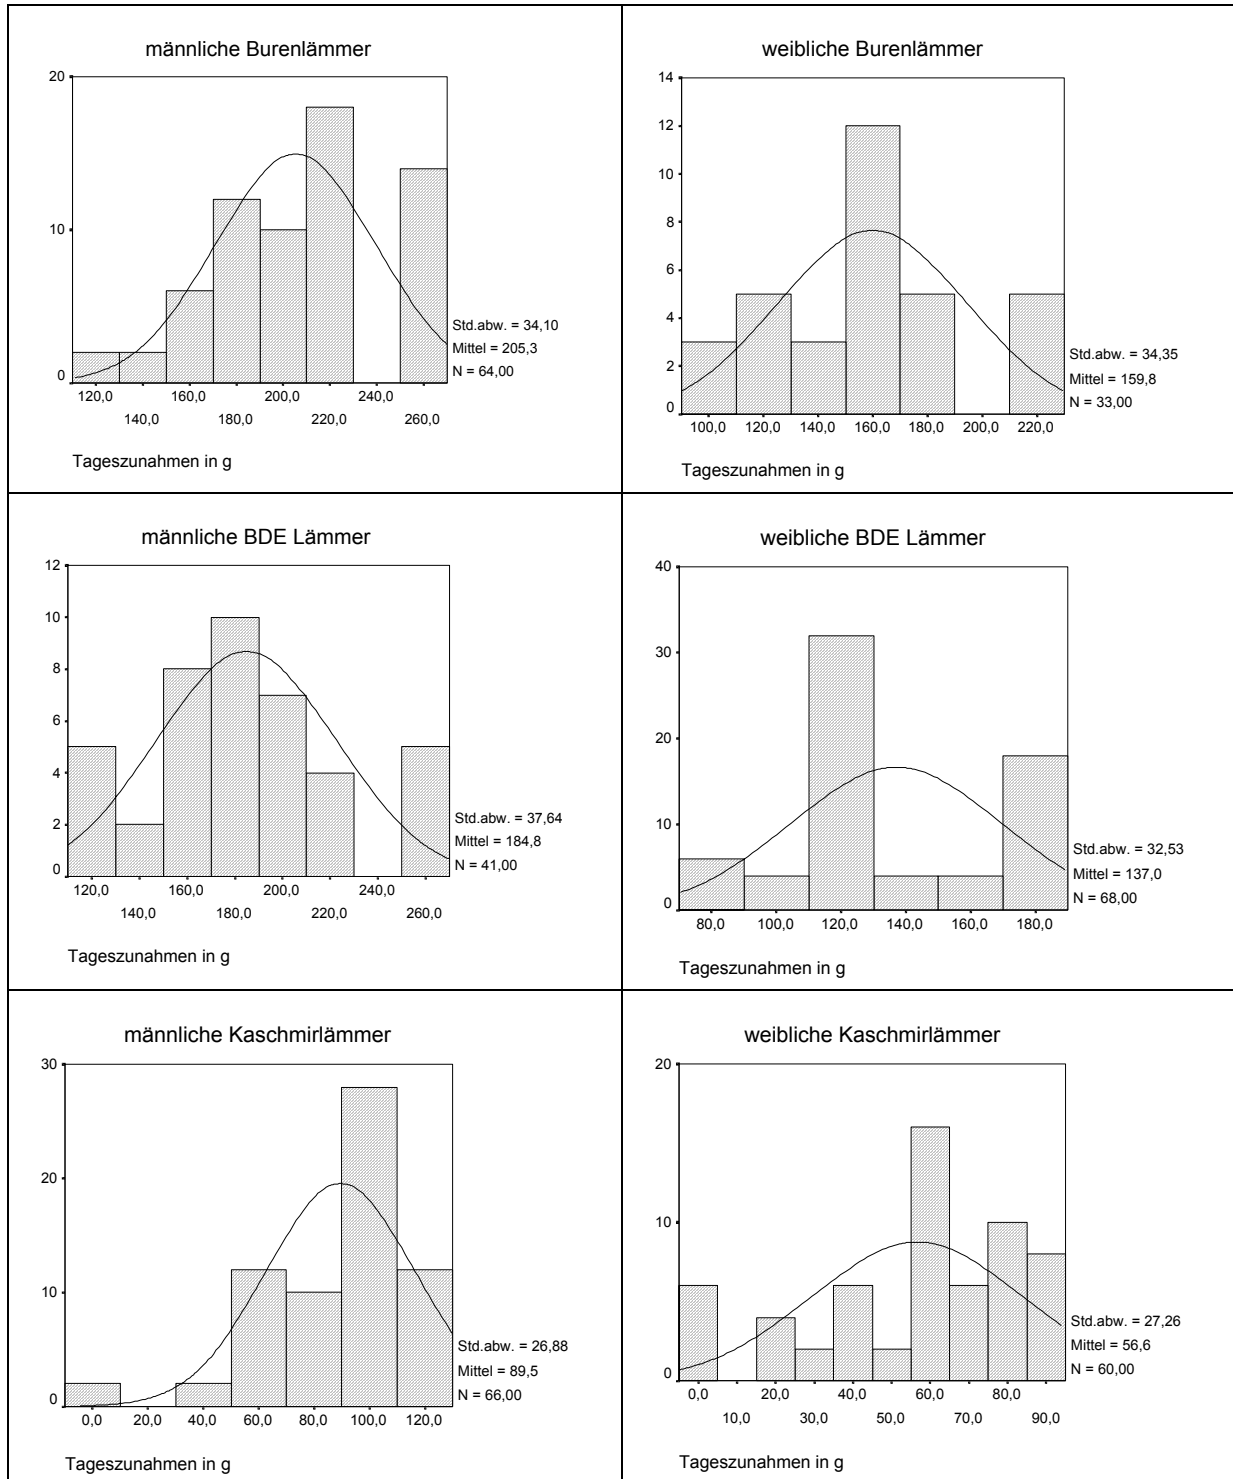 männliche Burenlämmer
20
10
0
120,0 160,0 200,0 240,0
140,0 180,0 220,0 260,0
Std.abw. = 34,10
Mittel = 205,3
N = 64,00
Tageszunahmen in g
weibliche Burenlämmer
14
12
10
8
6
4
2
0
100,0 120,0 140,0 160,0 180,0 200,0 220,0
Std.abw. = 34,35
Mittel = 159,8
N = 33,00
Tageszunahmen in g
männliche BDE Lämmer
12
10
8
6
4
2
0
120,0 160,0 200,0 240,0
140,0 180,0 220,0 260,0
Std.abw. = 37,64
Mittel = 184,8
N = 41,00
Tageszunahmen in g
weibliche BDE Lämmer
40
30
20
10
0
80,0 100,0 120,0 140,0 160,0 180,0
Std.abw. = 32,53
Mittel = 137,0
N = 68,00
Tageszunahmen in g
männliche Kaschmirlämmer
30
20
10
0
0,0 20,0 40,0 60,0 80,0 100,0 120,0
Std.abw. = 26,88
Mittel = 89,5
N = 66,00
Tageszunahmen in g
weibliche Kaschmirlämmer
20
10
0
0,0 20,0 40,0 60,0 80,0
10,0 30,0 50,0 70,0 90,0
Std.abw. = 27,26
Mittel = 56,6
N = 60,00
Tageszunahmen in g